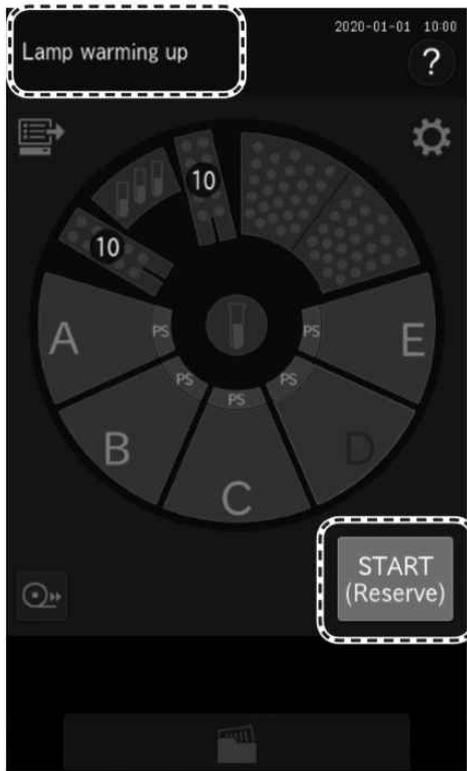 2020-01-01 10:00
Lamp warming up
?
10
10
A
PS
PS
E
PS
PS
PS
B
D
C
START
(Reserve)